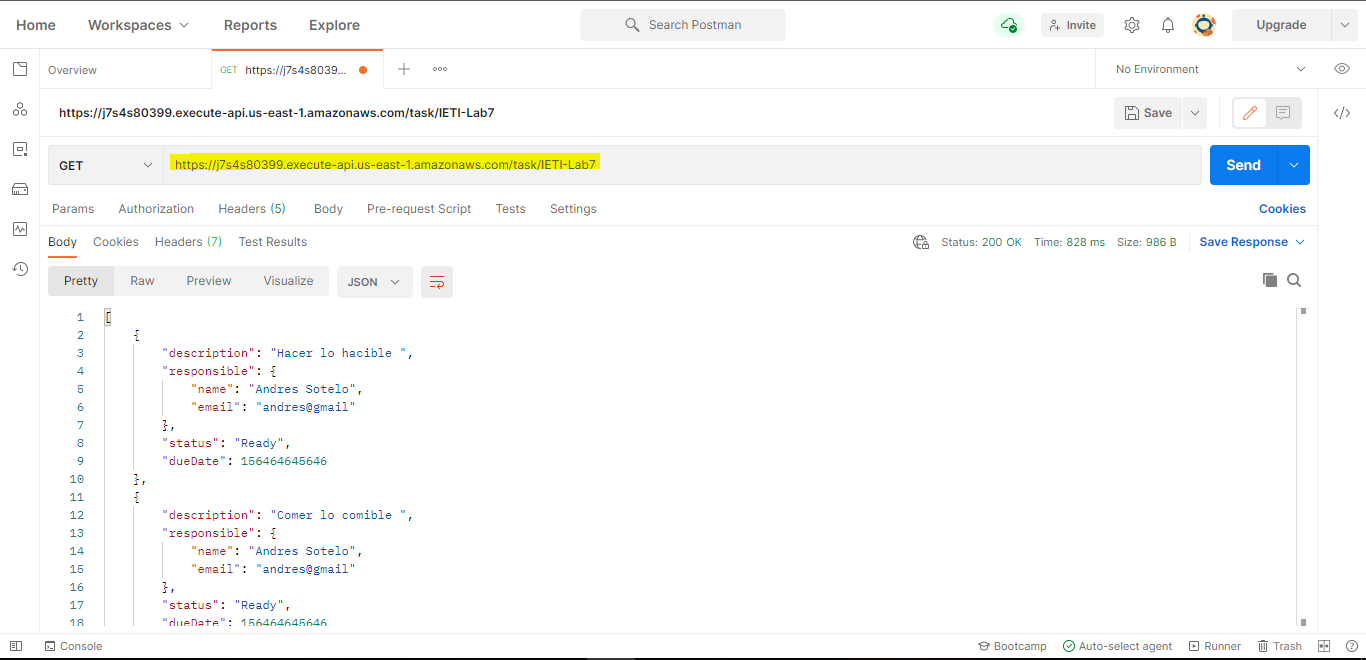 Home Workspaces Reports Explore Search Postman Invite Upgrade
Overview GET https://j7s4s80399... No Environment
https://j7s4s80399.execute-api.us-east-1.amazonaws.com/task/IETI-Lab7 Save
GET https://j7s4s80399.execute-api.us-east-1.amazonaws.com/task/IETI-Lab7 Send
Params Authorization Headers (5) Body Pre-request Script Tests Settings Cookies
Body Cookies Headers (7) Test Results Status: 200 OK Time: 828 ms Size: 986 B Save Response
Pretty Raw Preview Visualize JSON
1 [
2 {
3 "description": "Hacer lo hacible ",
4 "responsible": {
5 "name": "Andres Sotelo",
6 "email": "andres@gmail"
7 },
8 "status": "Ready",
9 "dueDate": 156464645646
10 },
11 {
12 "description": "Comer lo comible ",
13 "responsible": {
14 "name": "Andres Sotelo",
15 "email": "andres@gmail"
16 },
17 "status": "Ready",
18 "dueDate": 156464645646
Console Bootcamp Auto-select agent Runner Trash